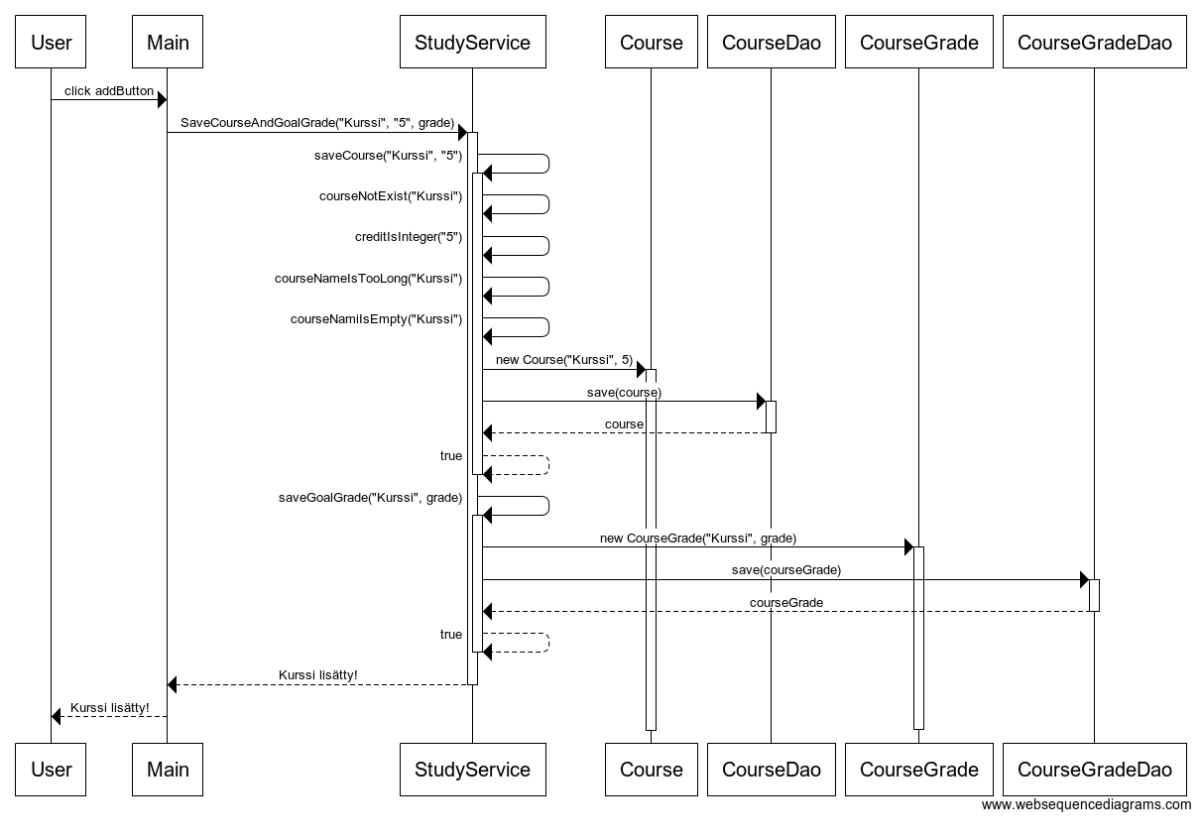 User Main StudyService Course CourseDao CourseGrade CourseGradeDao
click addButton
SaveCourseAndGoalGrade("Kurssi", "5", grade)
saveCourse("Kurssi", "5")
courseNotExist("Kurssi")
creditIsInteger("5")
courseNameIsTooLong("Kurssi")
courseNamiIsEmpty("Kurssi")
new Course("Kurssi", 5)
save(course)
course
true
saveGoalGrade("Kurssi", grade)
new CourseGrade("Kurssi", grade)
save(courseGrade)
courseGrade
true
Kurssi lisätty!
Kurssi lisätty!
User Main StudyService Course CourseDao CourseGrade CourseGradeDao
www.websequencediagrams.com